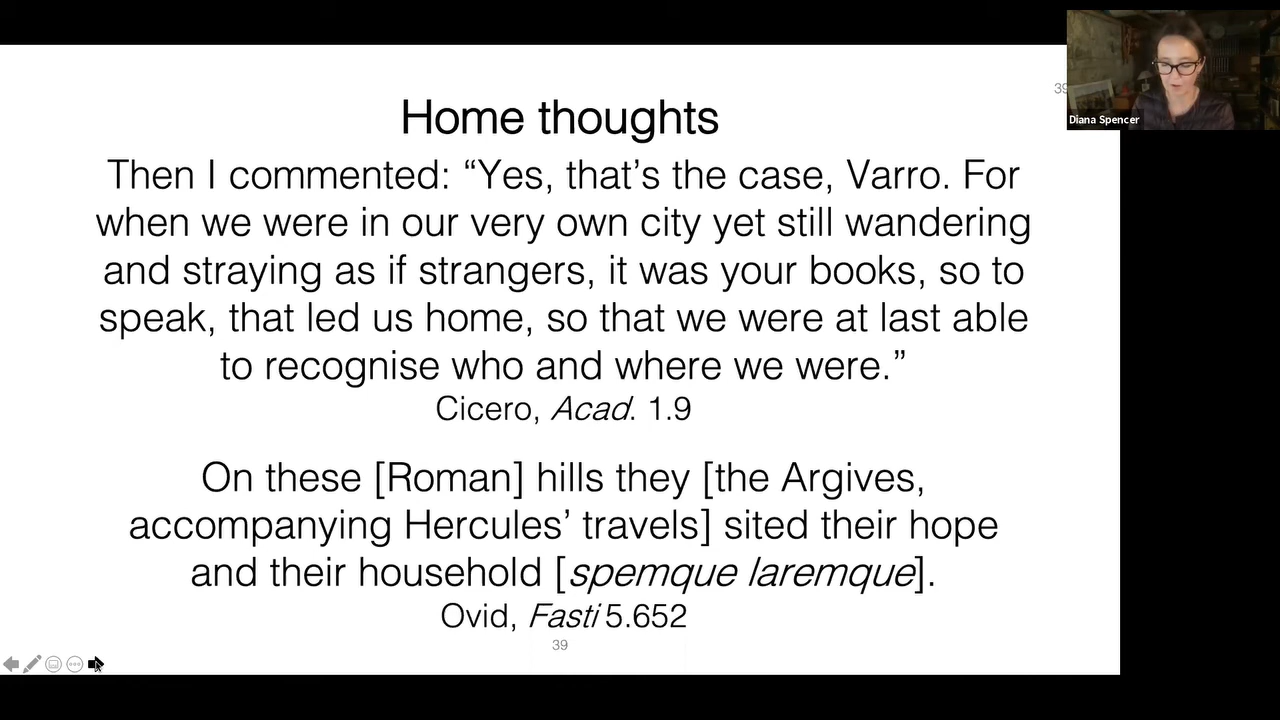 Home thoughts
Then I commented: “Yes, that’s the case, Varro. For
when we were in our very own city yet still wandering
and straying as if strangers, it was your books, so to
speak, that led us home, so that we were at last able
to recognise who and where we were.”
Cicero, Acad. 1.9
On these [Roman] hills they [the Argives,
accompanying Hercules’ travels] sited their hope
and their household [spemque laremque].
Ovid, Fasti 5.652
39
39
Diana Spencer